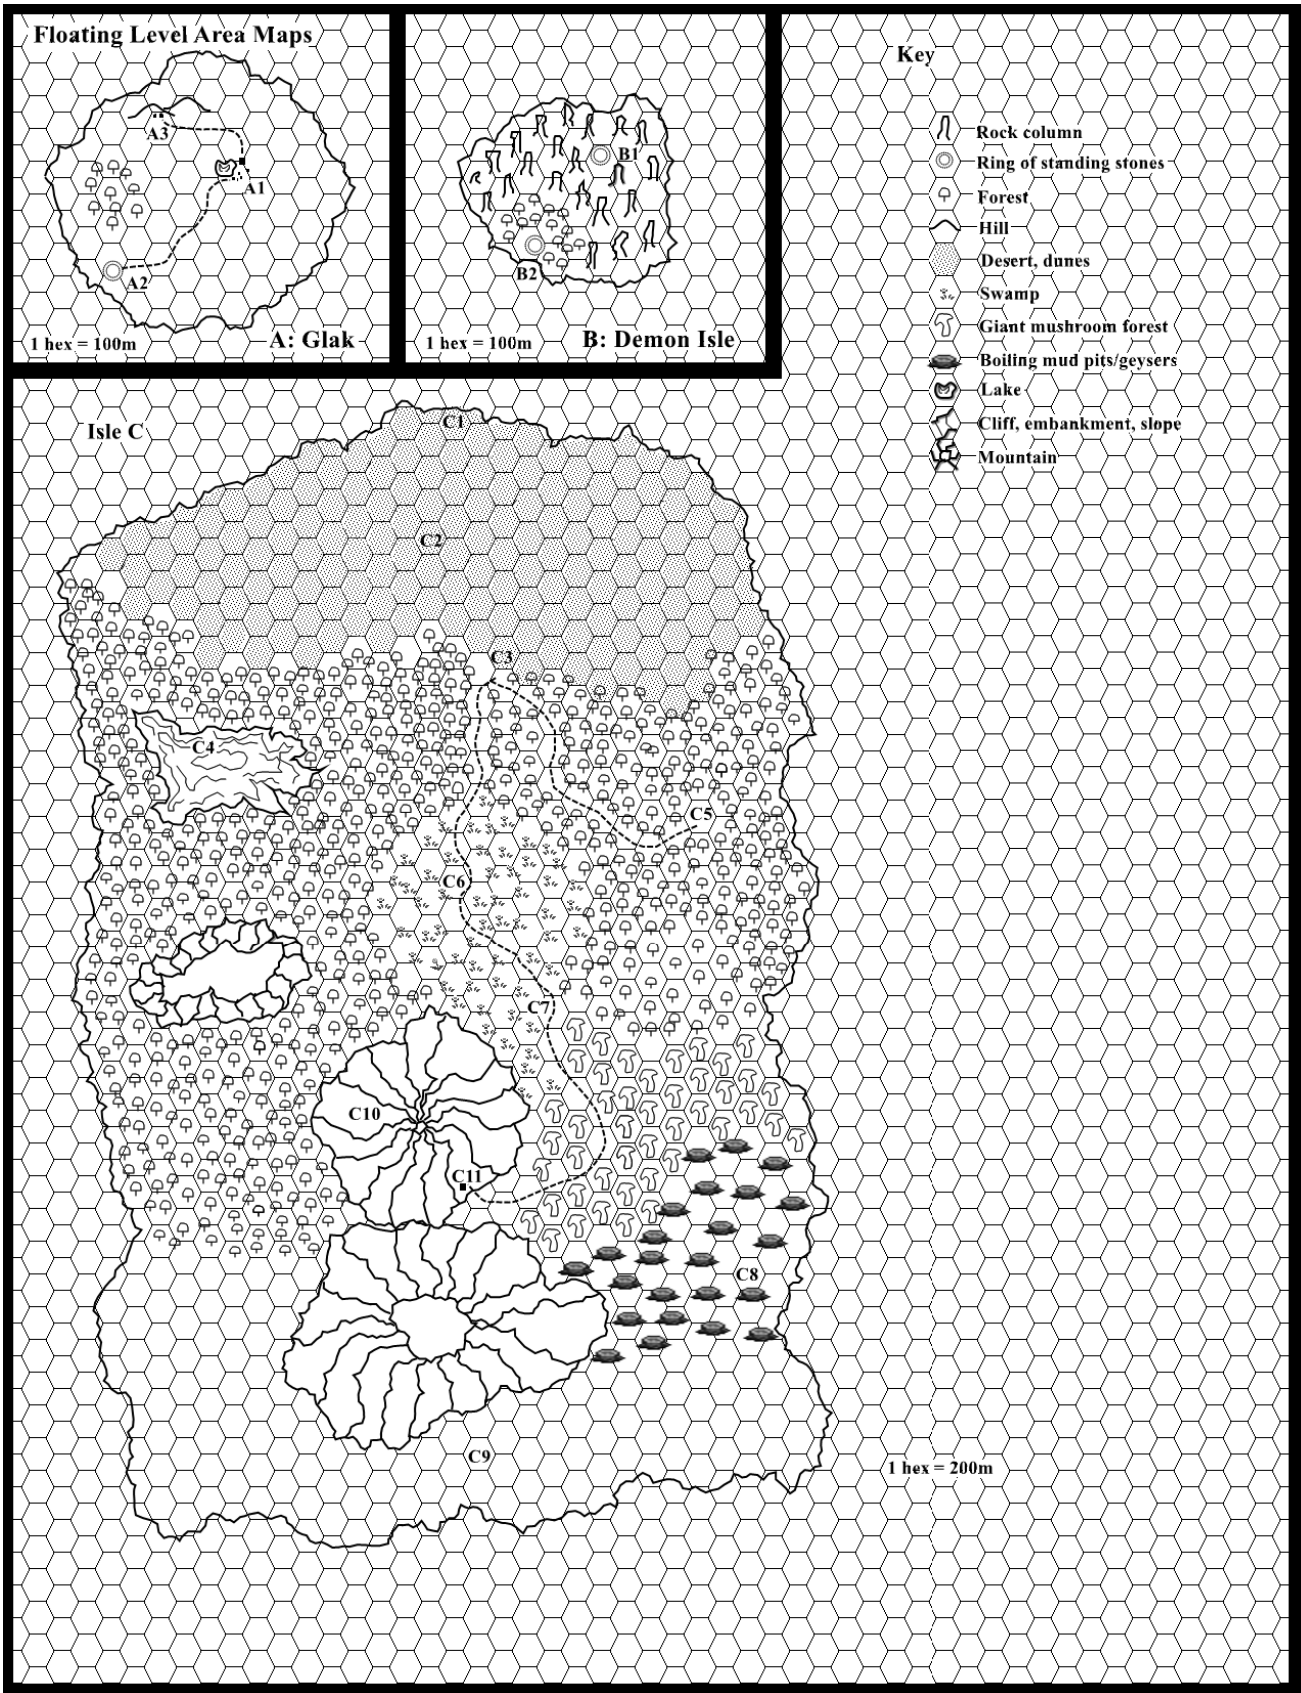 Floating Level Area Maps
A3
A1
A2
1 hex = 100m
A: Glak
B1
B2
1 hex = 100m
B: Demon Isle
Key
Rock column
Ring of standing stones
Forest
Hill
Desert, dunes
Swamp
Giant mushroom forest
Boiling mud pits/geysers
Lake
Cliff, embankment, slope
Mountain
Isle C
C1
C2
C3
C4
C5
C6
C7
C10
C11
C8
C9
1 hex = 200m